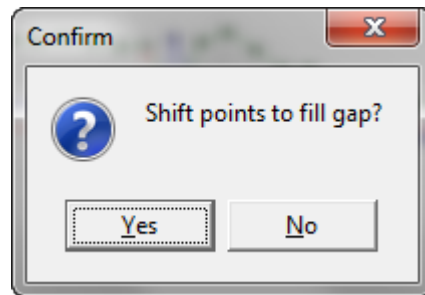 Confirm
Shift points to fill gap?
Yes
No